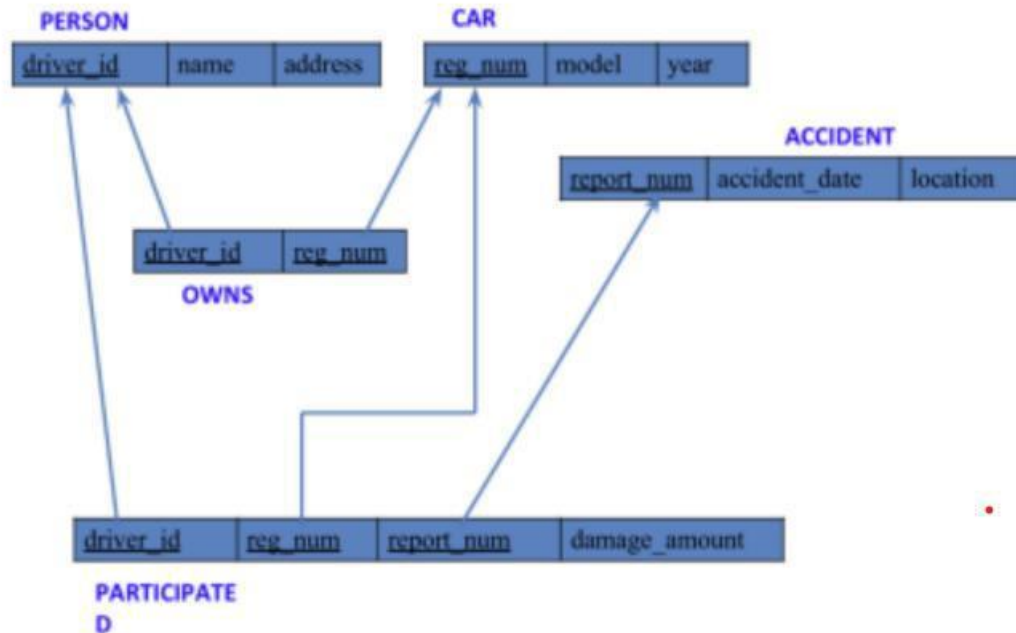 PERSON
driver_id name address
CAR
reg_num model year
ACCIDENT
report_num accident_date location
driver_id reg_num
OWNS
driver_id reg_num report_num damage_amount
PARTICIPATE
D